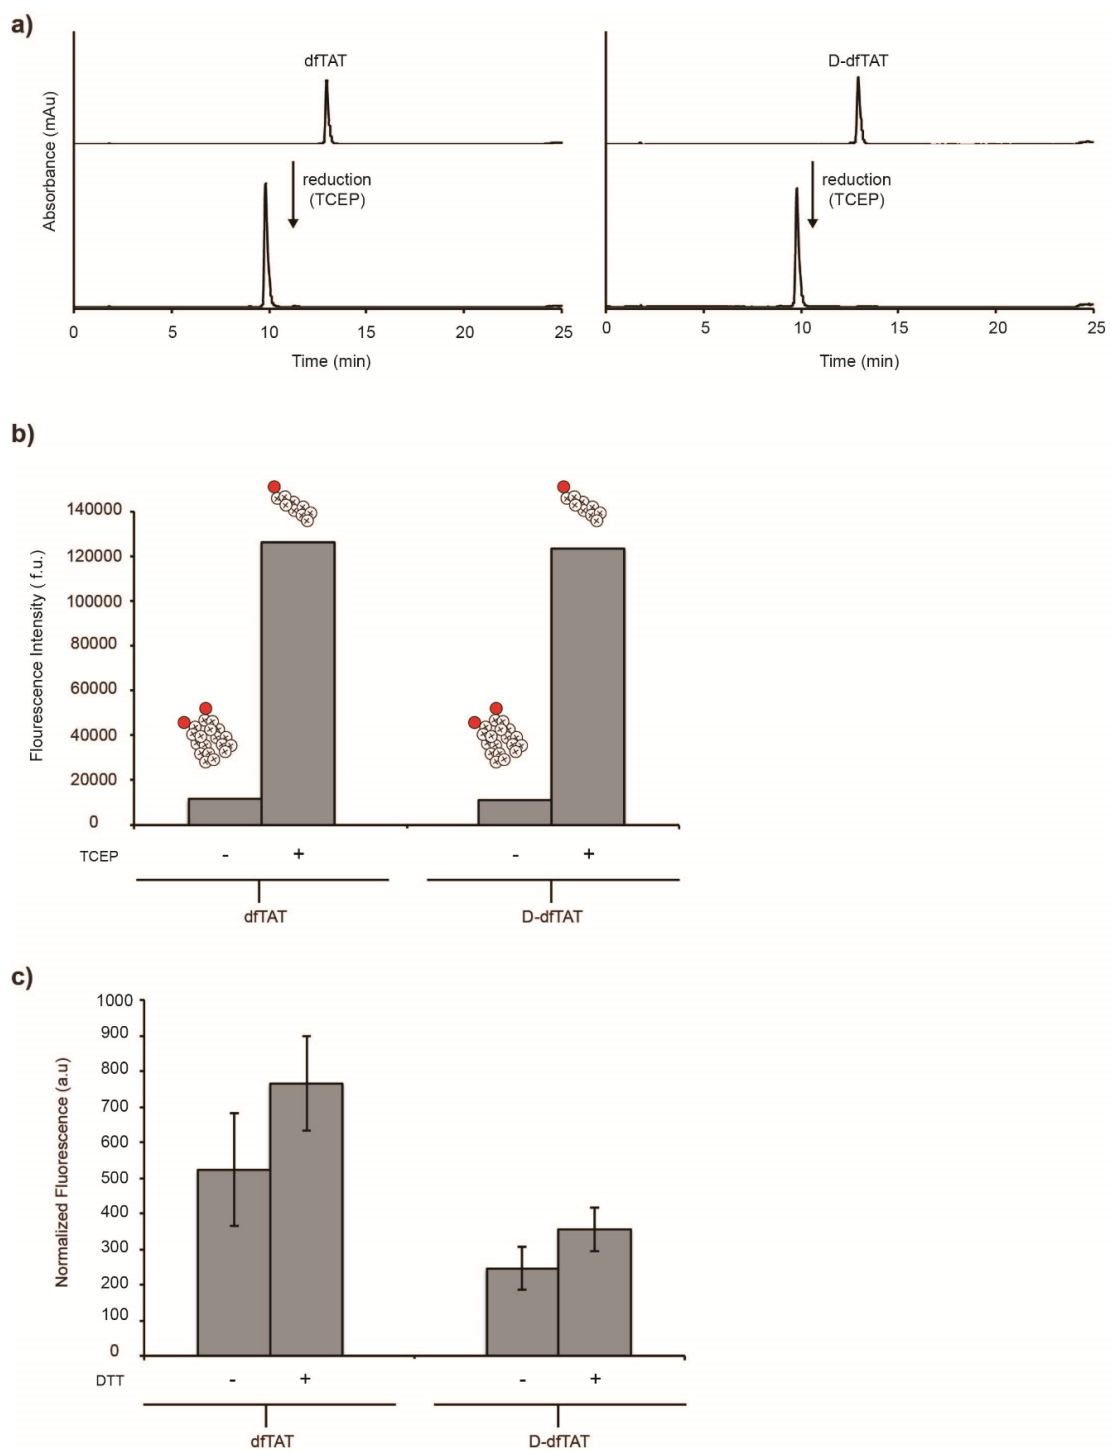 a)
dfTAT
D-dfTAT
Absorbance (mAu)
reduction
(TCEP)
reduction
(TCEP)
0 5 10 15 20 25
0 5 10 15 20 25
Time (min)
Time (min)
b)
Flourescence Intensity ( f.u.)
140000
120000
100000
80000
60000
40000
20000
0
TCEP - + - +
dfTAT
D-dfTAT
c)
Normalized Fluorescence (a.u)
1000
900
800
700
600
500
400
300
200
100
0
DTT - + - +
dfTAT
D-dfTAT